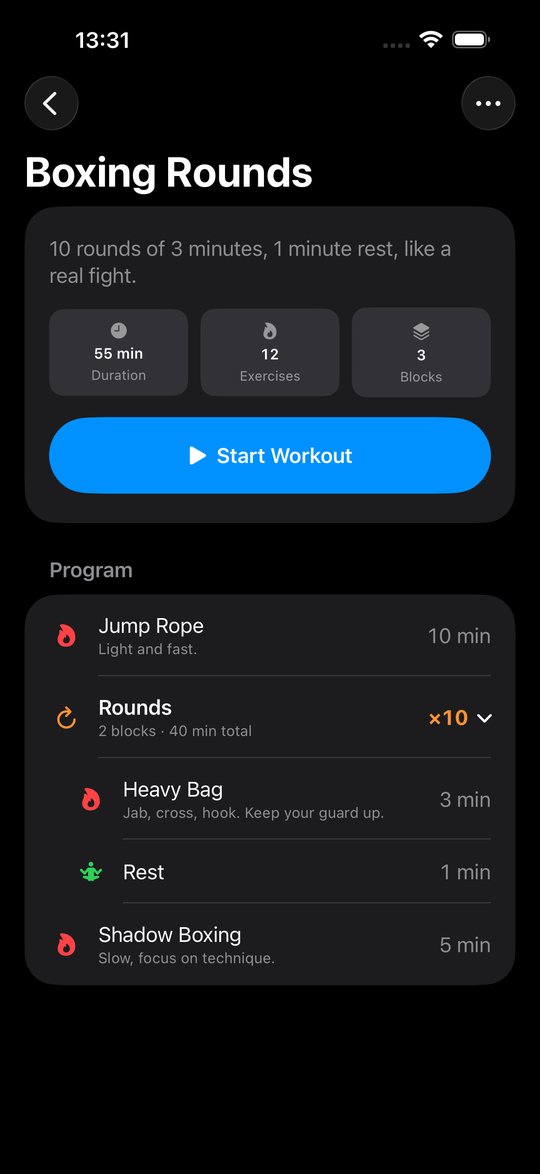 13:31
Boxing Rounds
10 rounds of 3 minutes, 1 minute rest, like a
real fight.
55 min
Duration
12
Exercises
3
Blocks
Start Workout
Program
Jump Rope
Light and fast.
10 min
Rounds
2 blocks · 40 min total
×10
Heavy Bag
Jab, cross, hook. Keep your guard up.
3 min
Rest
1 min
Shadow Boxing
Slow, focus on technique.
5 min